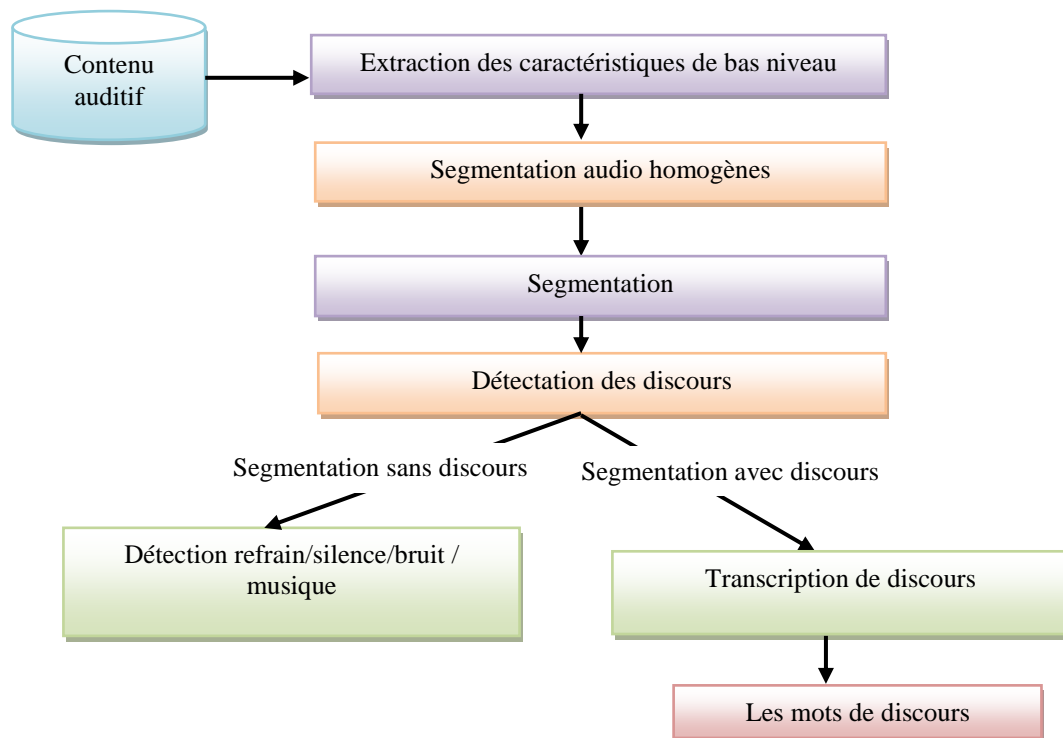 Contenu
auditif
Extraction des caractéristiques de bas niveau
Segmentation audio homogènes
Segmentation
Détectation des discours
Segmentation sans discours
Segmentation avec discours
Détection refrain/silence/bruit /
musique
Transcription de discours
Les mots de discours